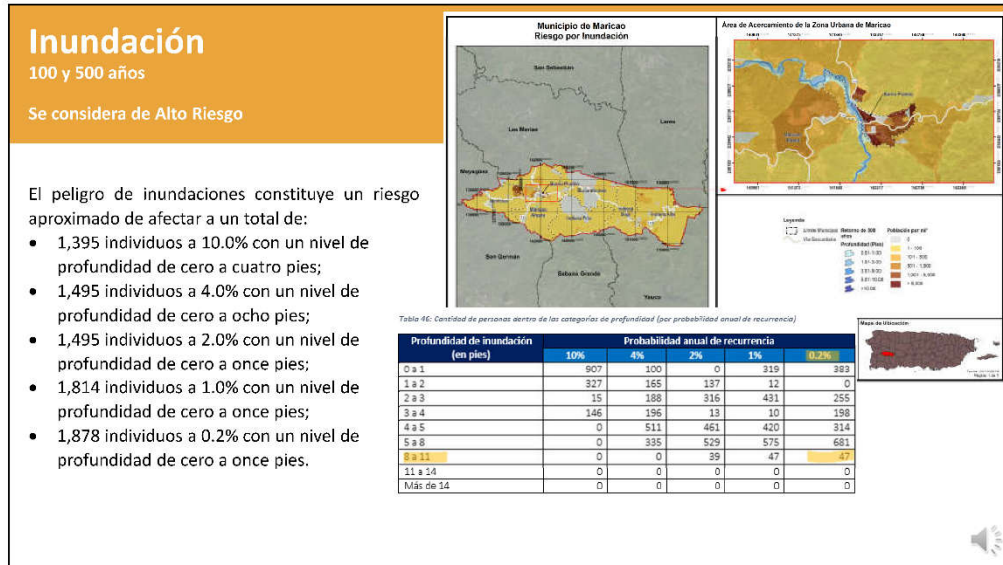 Inundación
100 y 500 años
Se considera de Alto Riesgo
El peligro de inundaciones constituye un riesgo
aproximado de afectar a un total de:
• 1,395 individuos a 10.0% con un nivel de
profundidad de cero a cuatro pies;
• 1,495 individuos a 4.0% con un nivel de
profundidad de cero a ocho pies;
• 1,495 individuos a 2.0% con un nivel de
profundidad de cero a once pies;
• 1,814 individuos a 1.0% con un nivel de
profundidad de cero a once pies;
• 1,878 individuos a 0.2% con un nivel de
profundidad de cero a once pies.
Municipio de Maricao
Riesgo por Inundación
San Sebastián
Lares
Las Marías
Mayagüez
San Germán
Sabana Grande
Yauco
Área de Acercamiento de la Zona Urbana de Maricao
Leyenda
Límite Municipal
Retorno de 500
años
Profundidad (Pies)
Población por mi²
Mapa de Ubicación
Tabla 46: Cantidad de personas dentro de las categorías de profundidad (por probabilidad anual de recurrencia)
Profundidad de inundación (en pies) Probabilidad anual de recurrencia
10% 4% 2% 1% 0.2%
0 a 1 907 100 0 319 383
1 a 2 327 165 137 12 0
2 a 3 15 188 316 431 255
3 a 4 146 196 13 10 198
4 a 5 0 511 461 420 314
5 a 8 0 335 529 575 681
8 a 11 0 0 39 47 47
11 a 14 0 0 0 0 0
Más de 14 0 0 0 0 0